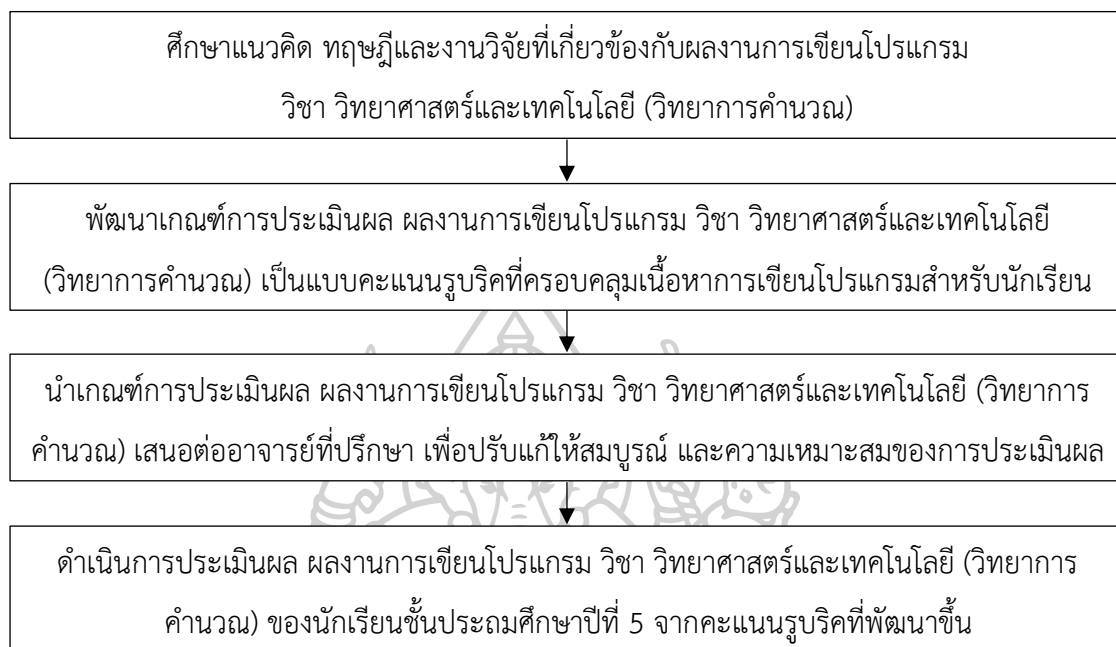 ศึกษาแนวคิด ทฤษฎีและงานวิจัยที่เกี่ยวข้องกับผลงานการเขียนโปรแกรม
วิชา วิทยาศาสตร์และเทคโนโลยี (วิทยาการคำนวณ)
พัฒนาเกณฑ์การประเมินผล ผลงานการเขียนโปรแกรม วิชา วิทยาศาสตร์และเทคโนโลยี
(วิทยาการคำนวณ) เป็นแบบคะแนนรูบริคที่ครอบคลุมเนื้อหาการเขียนโปรแกรมสำหรับนักเรียน
นำเกณฑ์การประเมินผล ผลงานการเขียนโปรแกรม วิชา วิทยาศาสตร์และเทคโนโลยี (วิทยาการ
คำนวณ) เสนอต่ออาจารย์ที่ปรึกษา เพื่อปรับแก้ให้สมบูรณ์ และความเหมาะสมของการประเมินผล
ดำเนินการประเมินผล ผลงานการเขียนโปรแกรม วิชา วิทยาศาสตร์และเทคโนโลยี (วิทยาการ
คำนวณ) ของนักเรียนชั้นประถมศึกษาปีที่ 5 จากคะแนนรูบริคที่พัฒนาขึ้น